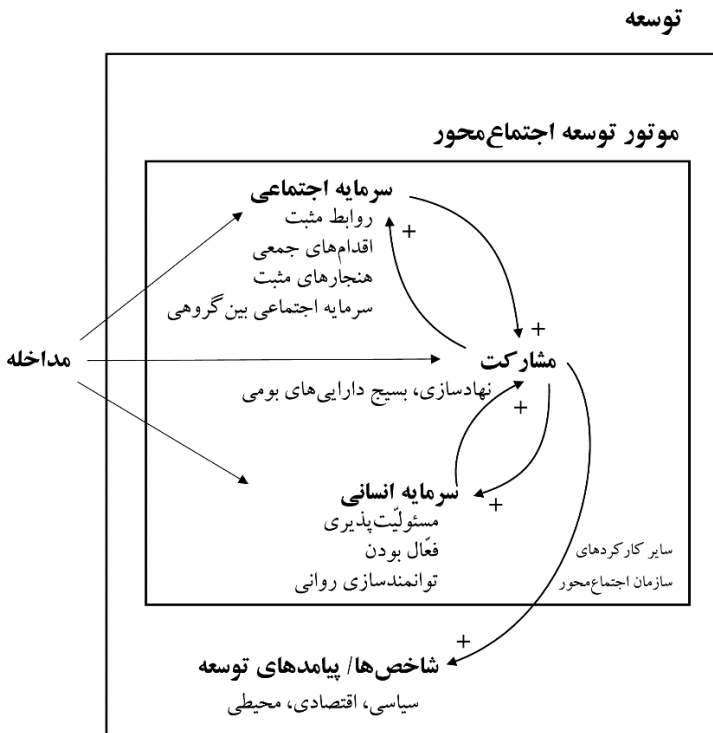 توسعه
موتور توسعه اجتماع‌محور
سرمایه اجتماعی
روابط مثبت
+
اقدام‌های جمعی
هنجارهای مثبت
سرمایه اجتماعی بین‌گروهی
+
مداخله
مشارکت
نهادسازی، بسیج دارایی‌های بومی
+
سرمایه انسانی
+
مسئولیّت‌پذیری
فعّال بودن
توانمندسازی روانی
سایر کارکردهای
سازمان اجتماع‌محور
+
شاخص‌ها/ پیامدهای توسعه
سیاسی، اقتصادی، محیطی